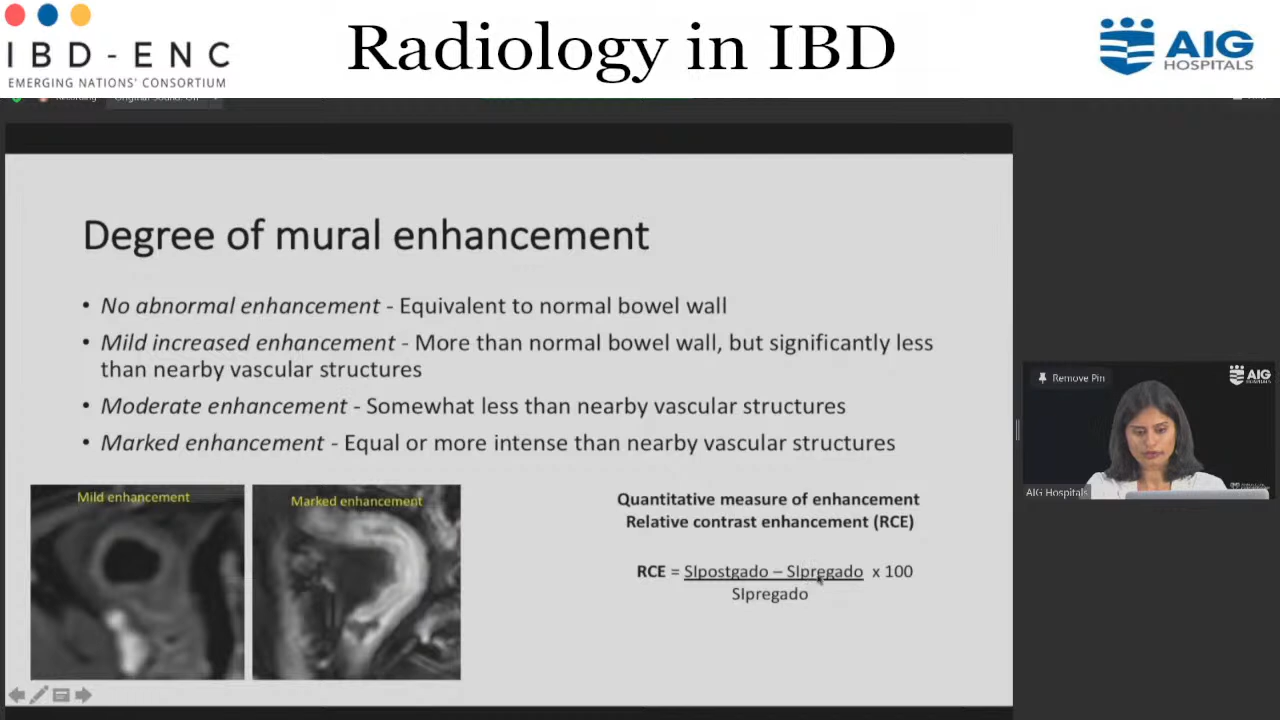 IBD-ENC
EMERGING NATIONS' CONSORTIUM
Radiology in IBD
AIG
HOSPITALS
Degree of mural enhancement
• No abnormal enhancement - Equivalent to normal bowel wall
• Mild increased enhancement - More than normal bowel wall, but significantly less
than nearby vascular structures
• Moderate enhancement - Somewhat less than nearby vascular structures
• Marked enhancement - Equal or more intense than nearby vascular structures
Mild enhancement
Marked enhancement
Quantitative measure of enhancement
Relative contrast enhancement (RCE)
RCE = SIpostgado – SIpregado x 100
SIpregado
Remove Pin
AIG
HOSPITALS
AIG Hospitals